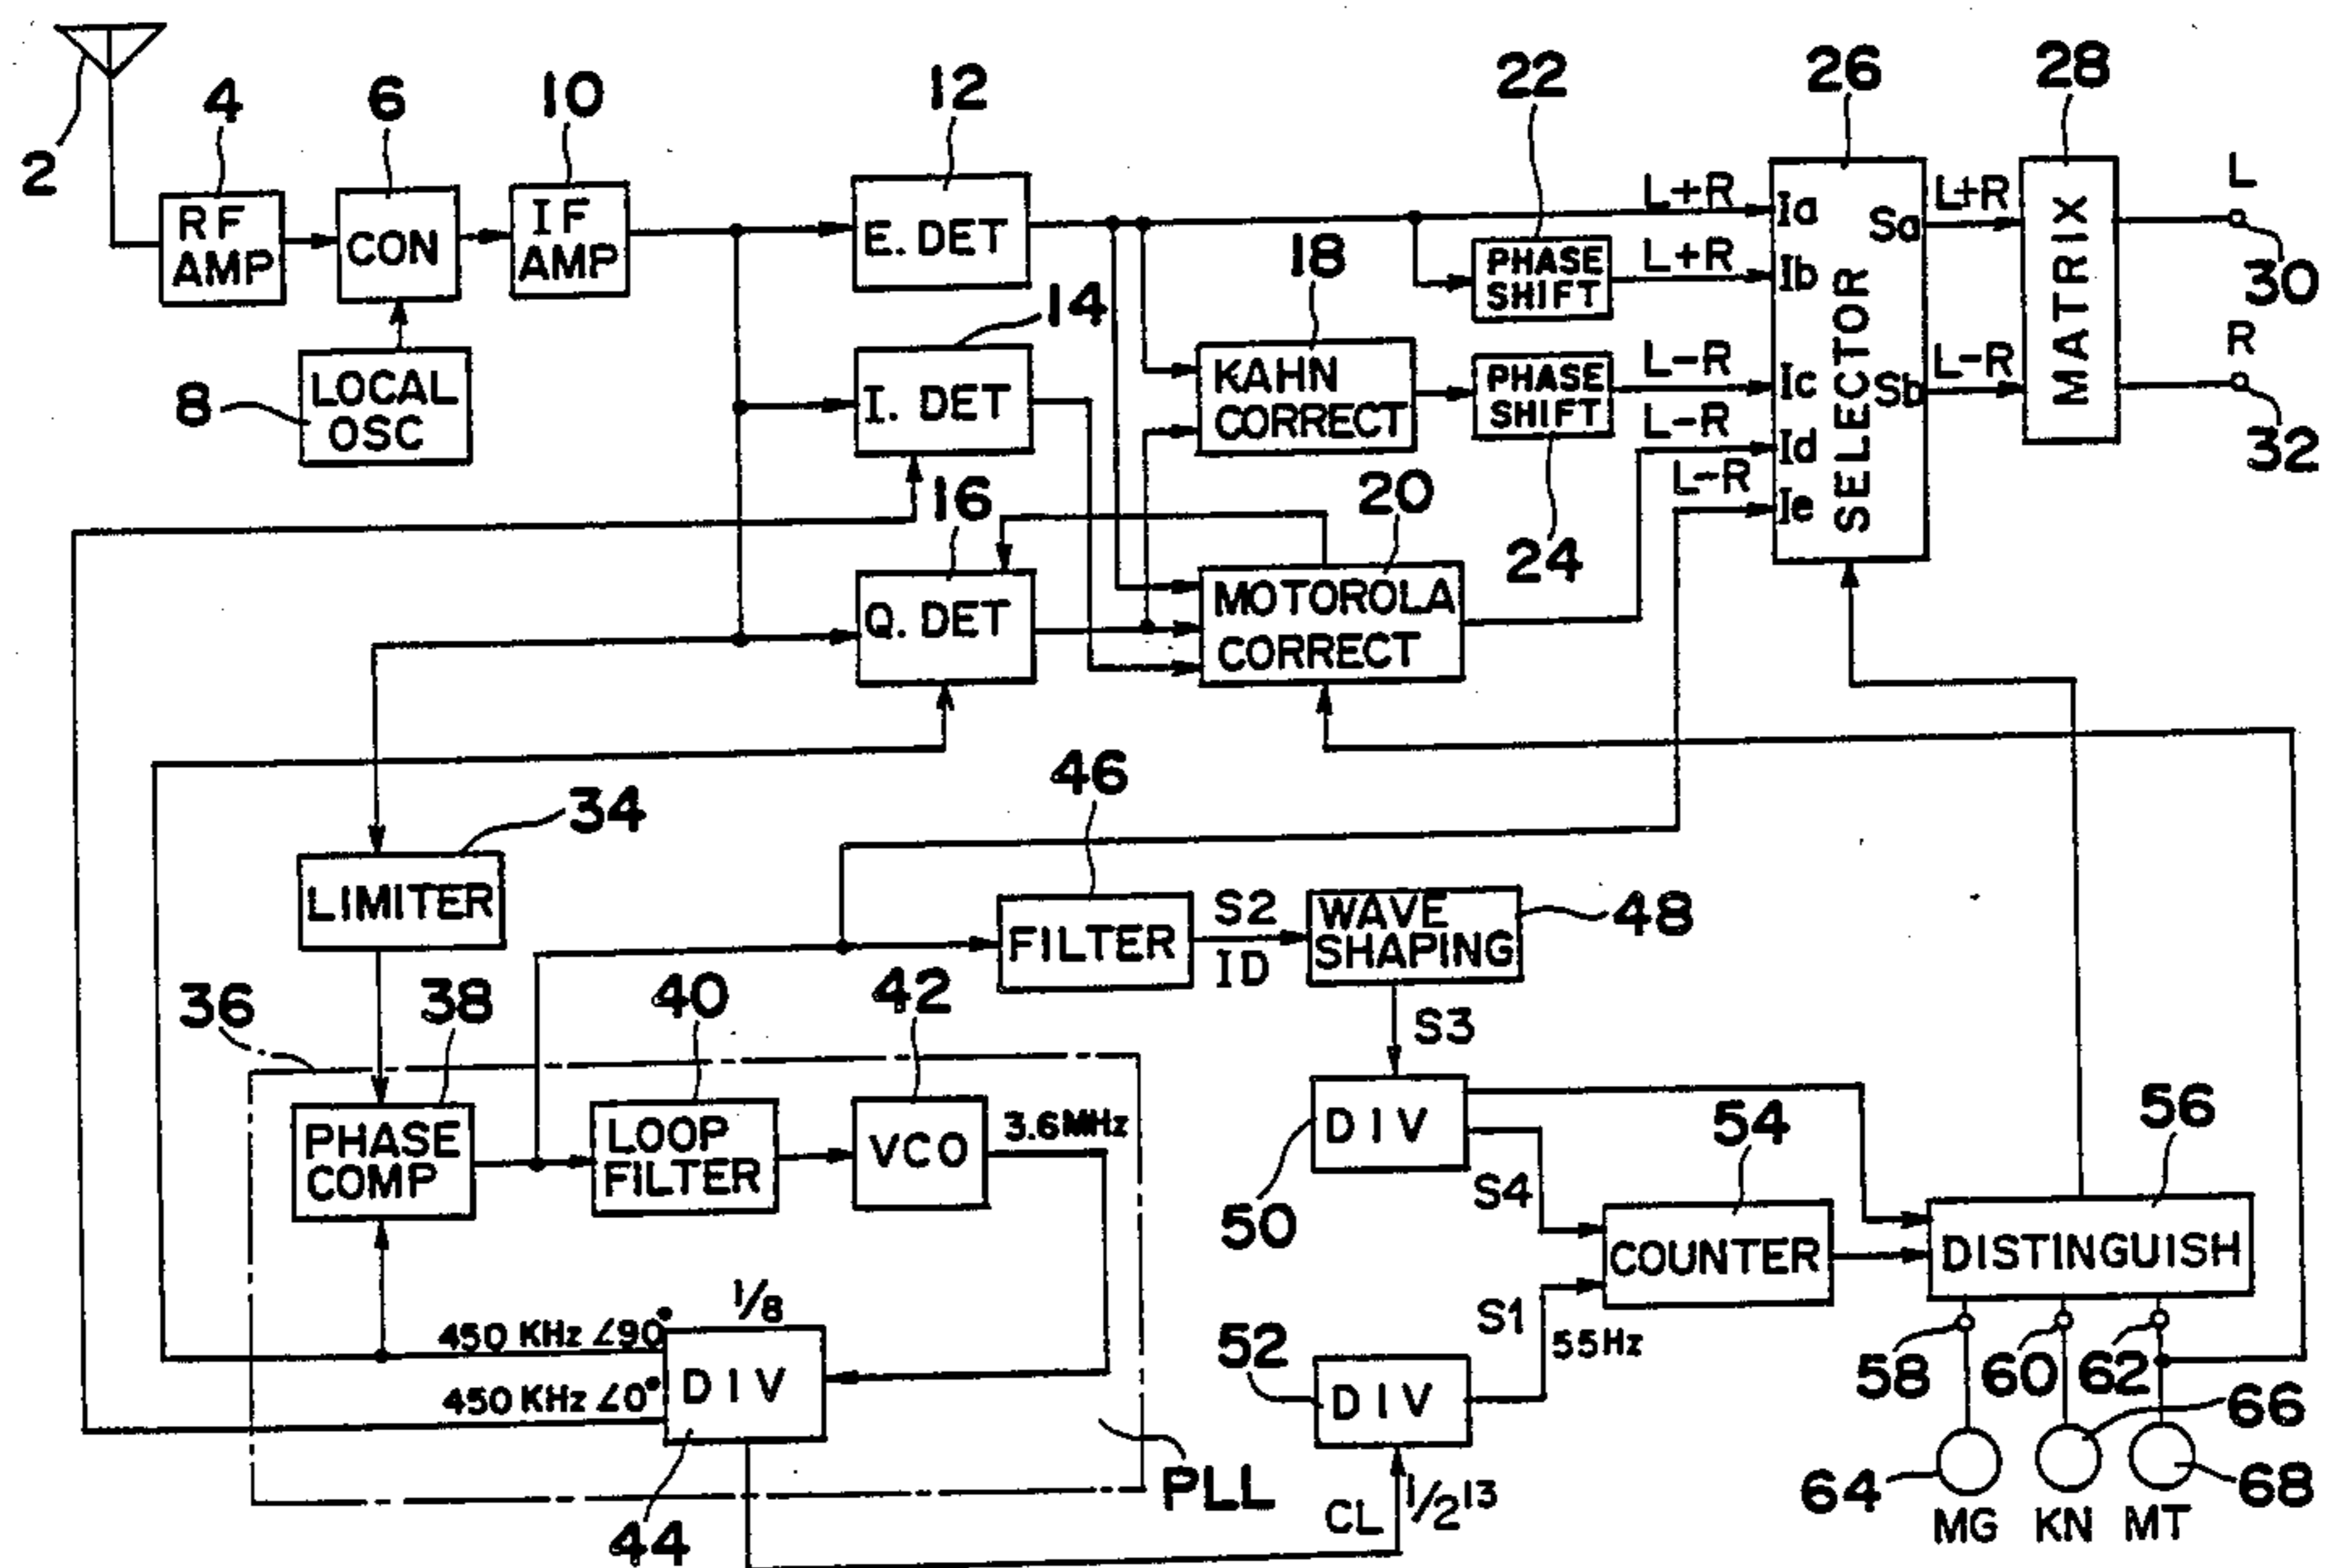 2
4
6
10
12
22
26
28
RF
AMP
CON
IF
AMP
E. DET
L+R
Ia
Sa
L+R
L
30
PHASE
SHIFT
L+R
Ib
18
14
LOCAL
OSC
8
I. DET
KAHN
CORRECT
PHASE
SHIFT
L-R
Ic
Sb
L-R
R
32
SELECTOR
MATRIX
L-R
Id
L-R
Ie
24
16
20
Q. DET
MOTOROLA
CORRECT
34
LIMITER
46
FILTER
S2
ID
WAVE
SHAPING
48
S3
36
38
40
42
PHASE
COMP
LOOP
FILTER
VCO
3.6MHz
DIV
50
S4
54
56
COUNTER
DISTINGUISH
450 KHz ∠90°
450 KHz ∠0°
1/8
DIV
44
PLL
S1
55Hz
52
DIV
CL
1/2¹³
58
60
62
64
66
68
MG
KN
MT